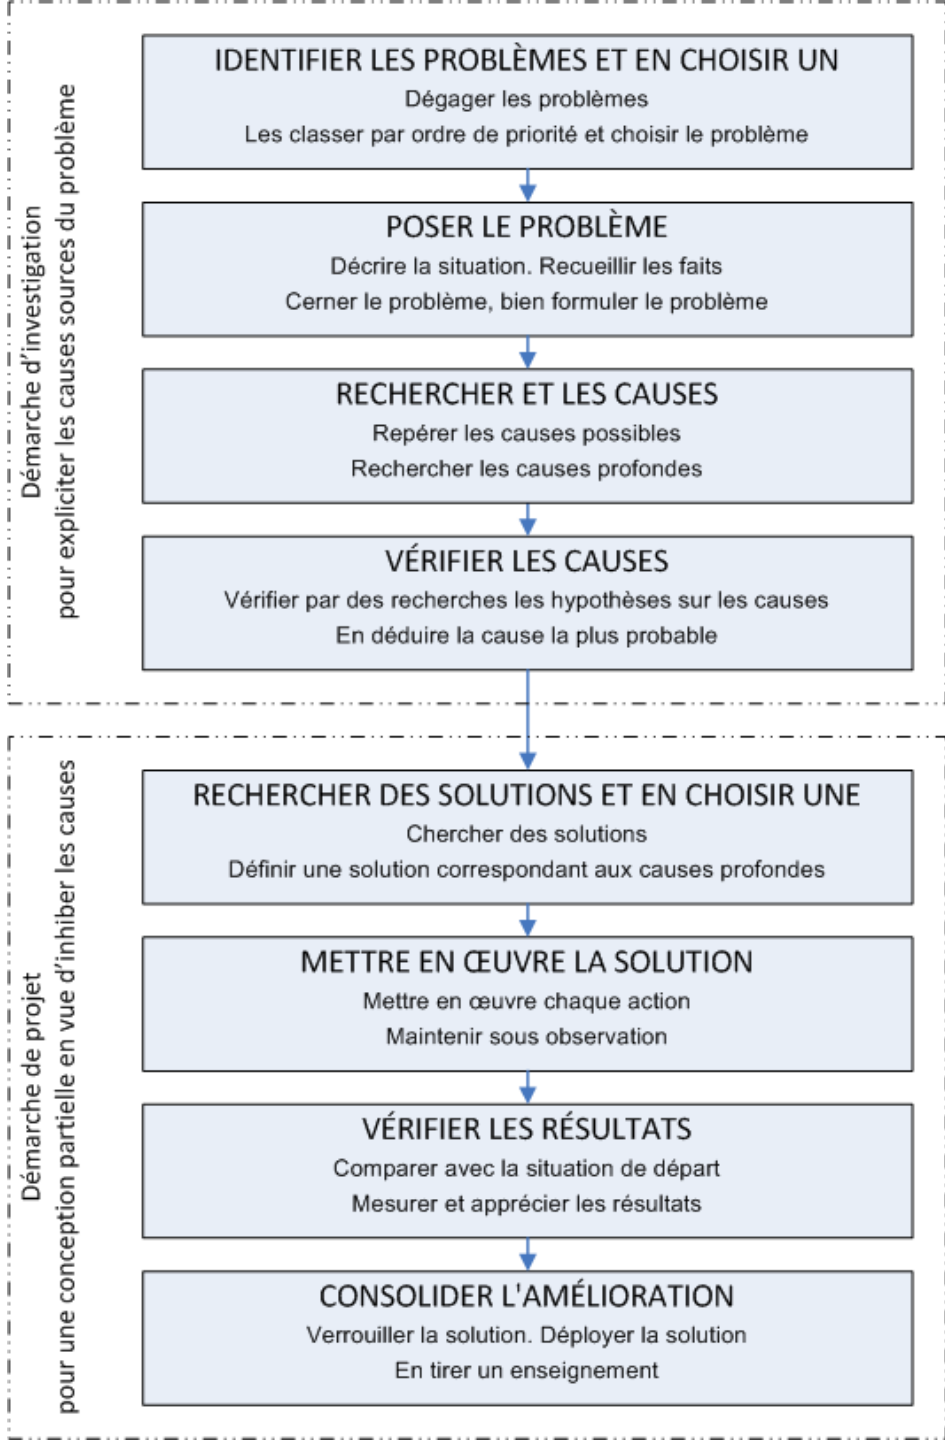 Démarche d'investigation
pour expliciter les causes sources du problème
IDENTIFIER LES PROBLÈMES ET EN CHOISIR UN
Dégager les problèmes
Les classer par ordre de priorité et choisir le problème
POSER LE PROBLÈME
Décrire la situation. Recueillir les faits
Cerner le problème, bien formuler le problème
RECHERCHER ET LES CAUSES
Repérer les causes possibles
Rechercher les causes profondes
VÉRIFIER LES CAUSES
Vérifier par des recherches les hypothèses sur les causes
En déduire la cause la plus probable
Démarche de projet
pour une conception partielle en vue d'inhiber les causes
RECHERCHER DES SOLUTIONS ET EN CHOISIR UNE
Chercher des solutions
Définir une solution correspondant aux causes profondes
METTRE EN ŒUVRE LA SOLUTION
Mettre en œuvre chaque action
Maintenir sous observation
VÉRIFIER LES RÉSULTATS
Comparer avec la situation de départ
Mesurer et apprécier les résultats
CONSOLIDER L'AMÉLIORATION
Verrouiller la solution. Déployer la solution
En tirer un enseignement